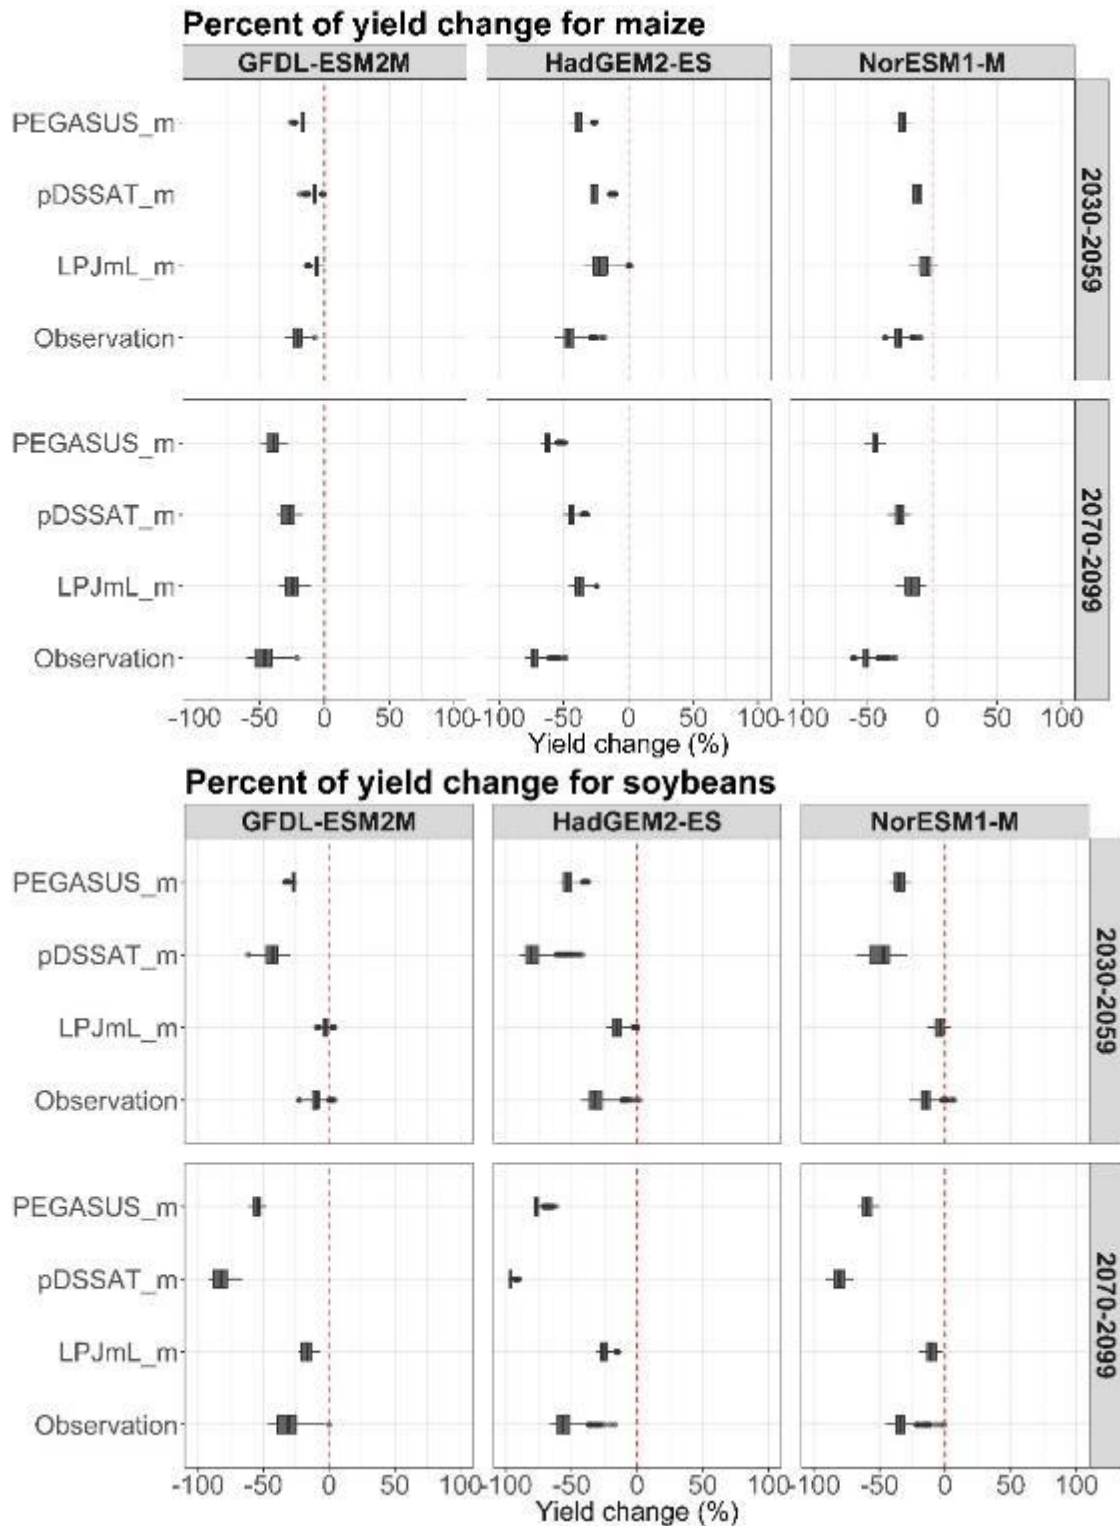 Percent of yield change for maize
GFDL-ESM2M HadGEM2-ES NorESM1-M
PEGASUS_m
pDSSAT_m
LPJmL_m
Observation
2030-2059
PEGASUS_m
pDSSAT_m
LPJmL_m
Observation
2070-2099
-100 -50 0 50 100 -100 -50 0 50 100 -100 -50 0 50 100
Yield change (%)
Percent of yield change for soybeans
GFDL-ESM2M HadGEM2-ES NorESM1-M
PEGASUS_m
pDSSAT_m
LPJmL_m
Observation
2030-2059
PEGASUS_m
pDSSAT_m
LPJmL_m
Observation
2070-2099
-100 -50 0 50 100 -100 -50 0 50 100 -100 -50 0 50 100
Yield change (%)